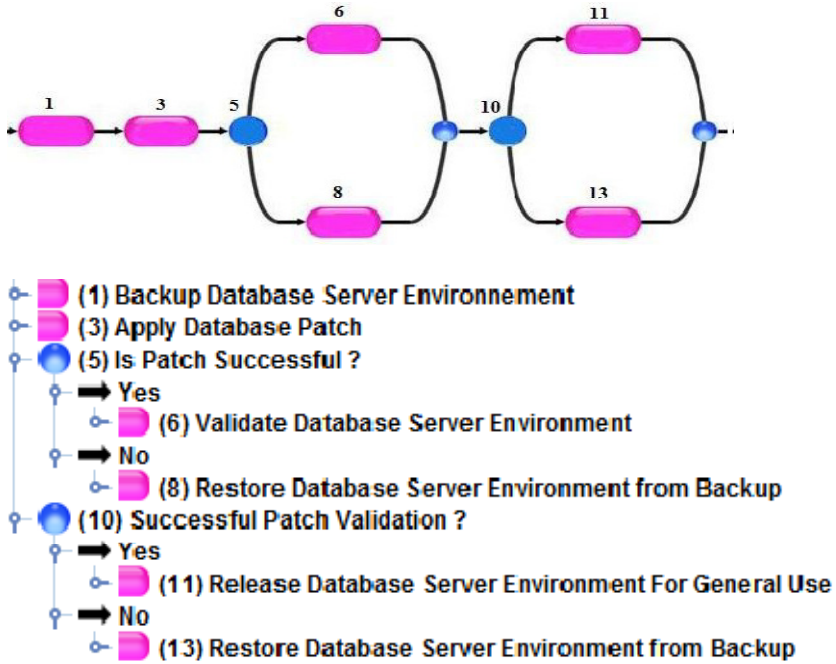 6
11
1
3
5
10
8
13
(1) Backup Database Server Environnement
(3) Apply Database Patch
(5) Is Patch Successful ?
Yes
(6) Validate Database Server Environment
No
(8) Restore Database Server Environment from Backup
(10) Successful Patch Validation ?
Yes
(11) Release Database Server Environment For General Use
No
(13) Restore Database Server Environment from Backup